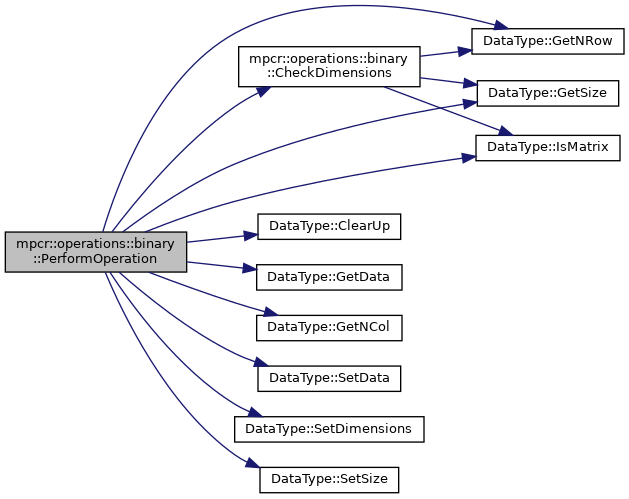 mpcr::operations::binary
::PerformOperation
mpcr::operations::binary
::CheckDimensions
DataType::GetNRow
DataType::GetSize
DataType::IsMatrix
DataType::ClearUp
DataType::GetData
DataType::GetNCol
DataType::SetData
DataType::SetDimensions
DataType::SetSize